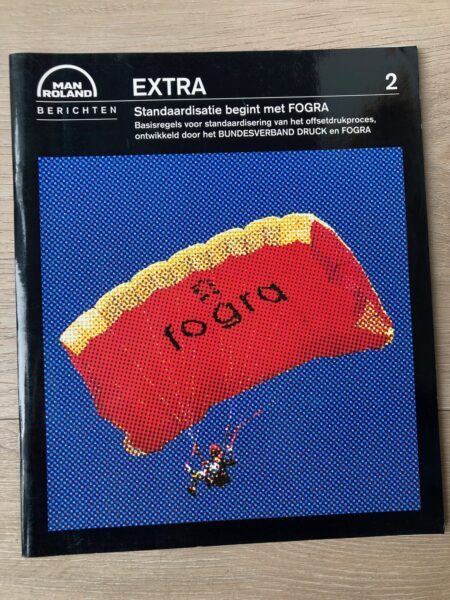 MAN
ROLAND
BERICHTEN
EXTRA 2
Standaardisatie begint met FOGRA
Basisregels voor standaardisering van het offsetdrukproces,
ontwikkeld door het BUNDESVERBAND DRUCK en FOGRA
fogra